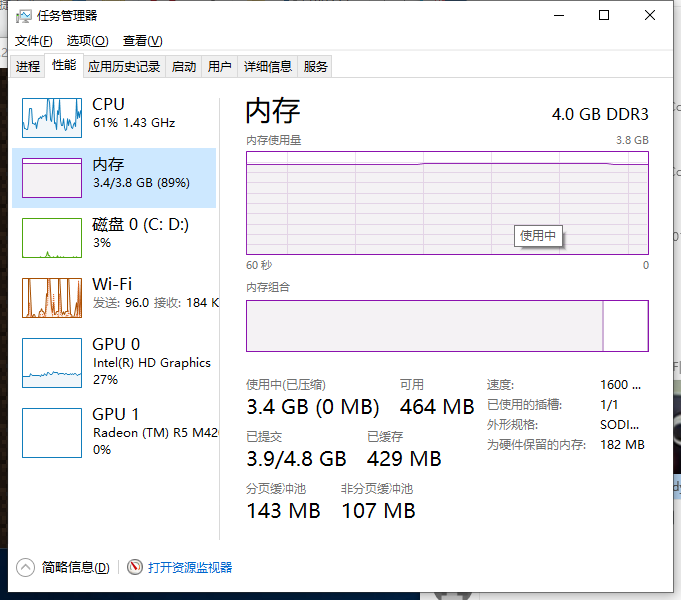 任务管理器
文件(F) 选项(O) 查看(V)
进程 性能 应用历史记录 启动 用户 详细信息 服务
CPU
61% 1.43 GHz
内存
3.4/3.8 GB (89%)
磁盘 0 (C: D:)
3%
Wi-Fi
发送: 96.0 接收: 184 K
GPU 0
Intel(R) HD Graphics
27%
GPU 1
Radeon (TM) R5 M42
0%
内存
4.0 GB DDR3
内存使用量 3.8 GB
使用中
60 秒 0
内存组合
使用中(已压缩) 可用
3.4 GB (0 MB) 464 MB
已提交 已缓存
3.9/4.8 GB 429 MB
分页缓冲池 非分页缓冲池
143 MB 107 MB
速度: 1600 ...
已使用的插槽: 1/1
外形规格: SODI...
为硬件保留的内存: 182 MB
简略信息(D) 打开资源监视器